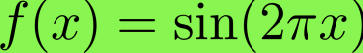 f(x) = sin(2πx)